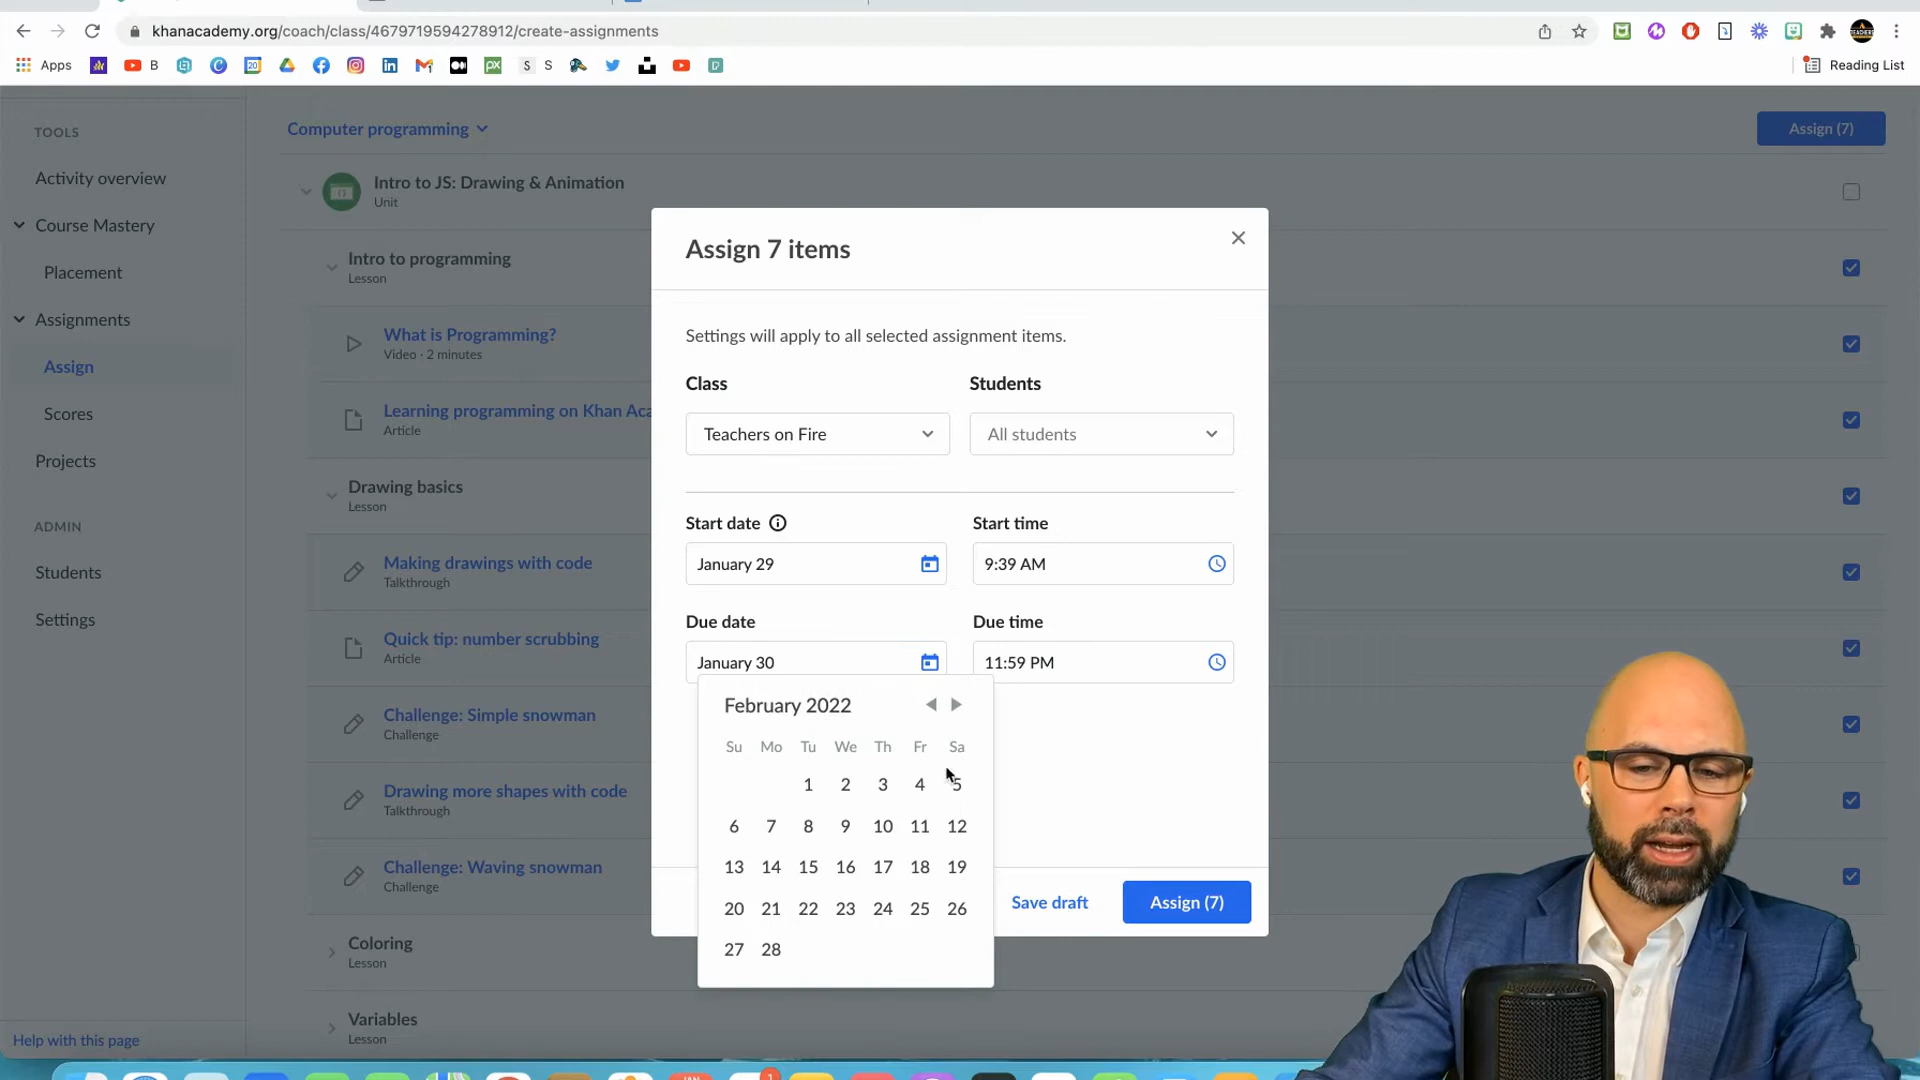 khanacademy.org/coach/class/4679719594278912/create-assignments
Apps
B
20
S
S
Reading List
TOOLS
Activity overview
Course Mastery
Placement
Assignments
Assign
Scores
Projects
ADMIN
Students
Settings
Help with this page
Computer programming
Assign (7)
Intro to JS: Drawing & Animation
Unit
Intro to programming
Lesson
What is Programming?
Video · 2 minutes
Learning programming on Khan Aca
Article
Drawing basics
Lesson
Making drawings with code
Talkthrough
Quick tip: number scrubbing
Article
Challenge: Simple snowman
Challenge
Drawing more shapes with code
Talkthrough
Challenge: Waving snowman
Challenge
Coloring
Lesson
Variables
Lesson
Assign 7 items
Settings will apply to all selected assignment items.
Class
Students
Teachers on Fire
All students
Start date
Start time
January 29
9:39 AM
Due date
Due time
January 30
11:59 PM
February 2022
Su Mo Tu We Th Fr Sa
1 2 3 4 5
6 7 8 9 10 11 12
13 14 15 16 17 18 19
20 21 22 23 24 25 26
27 28
Save draft
Assign (7)